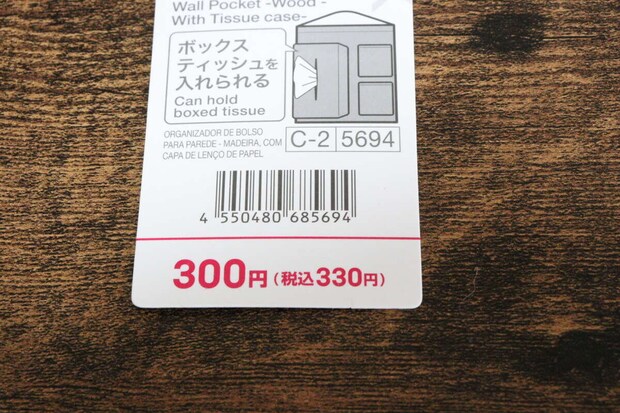 Wall Pocket -Wood -
With Tissue case-
ボックス
ティッシュを
入れられる
Can hold
boxed tissue
ORGANIZADOR DE BOLSO
PARA PAREDE - MADEIRA, COM
CAPA DE LENÇO DE PAPEL
C-2 5694
4 550480 685694
300円(税込330円)